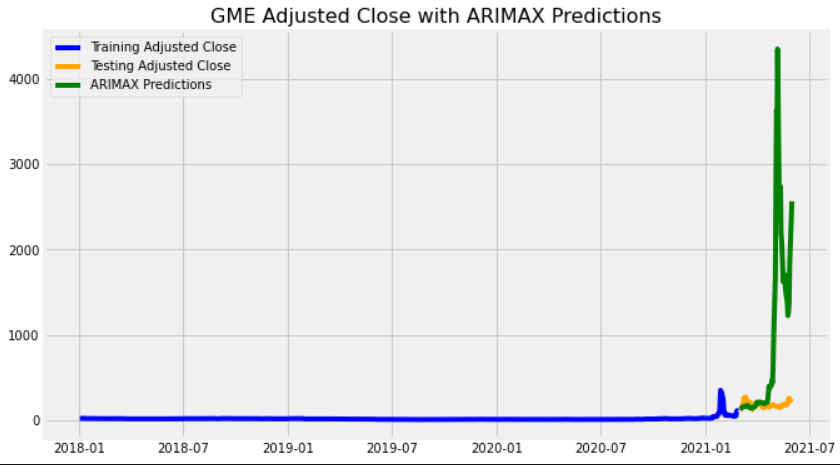 GME Adjusted Close with ARIMAX Predictions
Training Adjusted Close
Testing Adjusted Close
ARIMAX Predictions
4000
3000
2000
1000
0
2018-01 2018-07 2019-01 2019-07 2020-01 2020-07 2021-01 2021-07